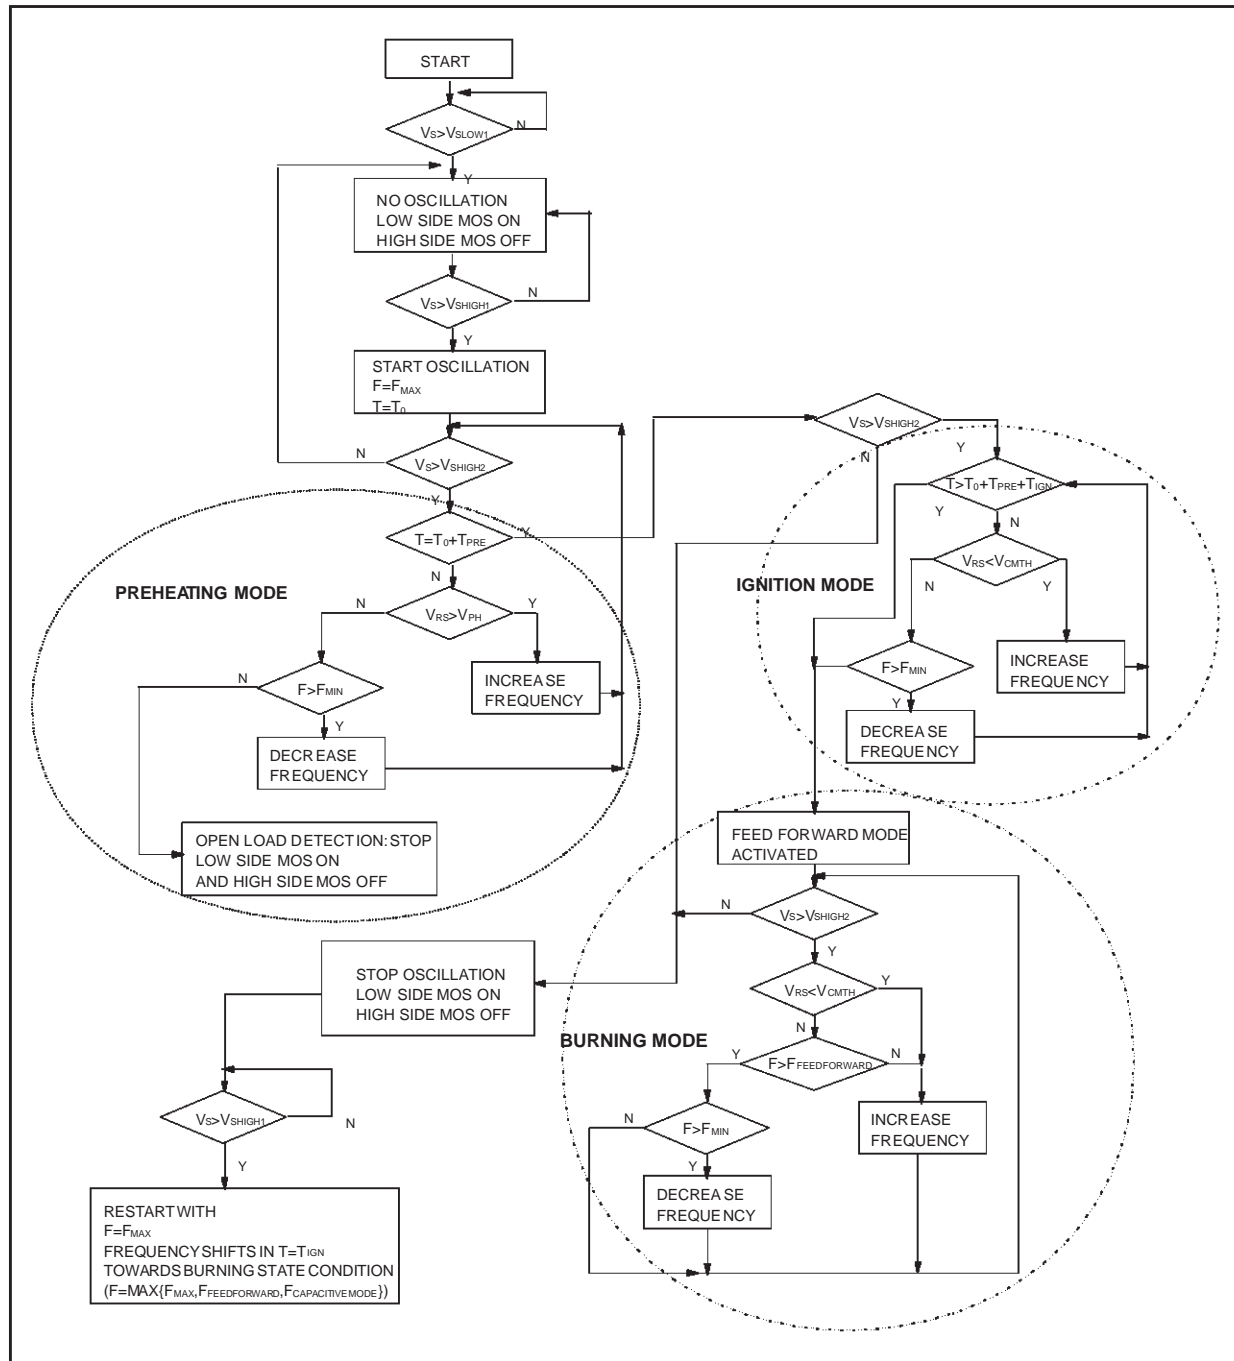 START
VS>VSLOW1
N
Y
NO OSCILLATION
LOW SIDE MOS ON
HIGH SIDE MOS OFF
VS>VSHIGH1
N
Y
START OSCILLATION
F=FMAX
T=T0
N
VS>VSHIGH2
Y
T=T0+TPRE
Y
N
PREHEATING MODE
N
VRS>VPH
Y
N
F>FMIN
Y
INCREASE
FREQUENCY
DECREASE
FREQUENCY
OPEN LOAD DETECTION: STOP
LOW SIDE MOS ON
AND HIGH SIDE MOS OFF
VS>VSHIGH2
N
Y
T>T0+TPRE+TIGN
Y
N
IGNITION MODE
VRS<VCMTH
N
Y
F>FMIN
Y
INCREASE
FREQUENCY
DECREASE
FREQUENCY
FEED FORWARD MODE
ACTIVATED
N
VS>VSHIGH2
Y
VRS<VCMTH
Y
N
BURNING MODE
Y
F>FFEEDFORWARD
N
N
F>FMIN
Y
INCREASE
FREQUENCY
DECREASE
FREQUENCY
STOP OSCILLATION
LOW SIDE MOS ON
HIGH SIDE MOS OFF
VS>VSHIGH1
N
Y
RESTART WITH
F=FMAX
FREQUENCY SHIFTS IN T=TIGN
TOWARDS BURNING STATE CONDITION
(F=MAX{FMAX,FFEEDFORWARD,FCAPACITIVE MODE})